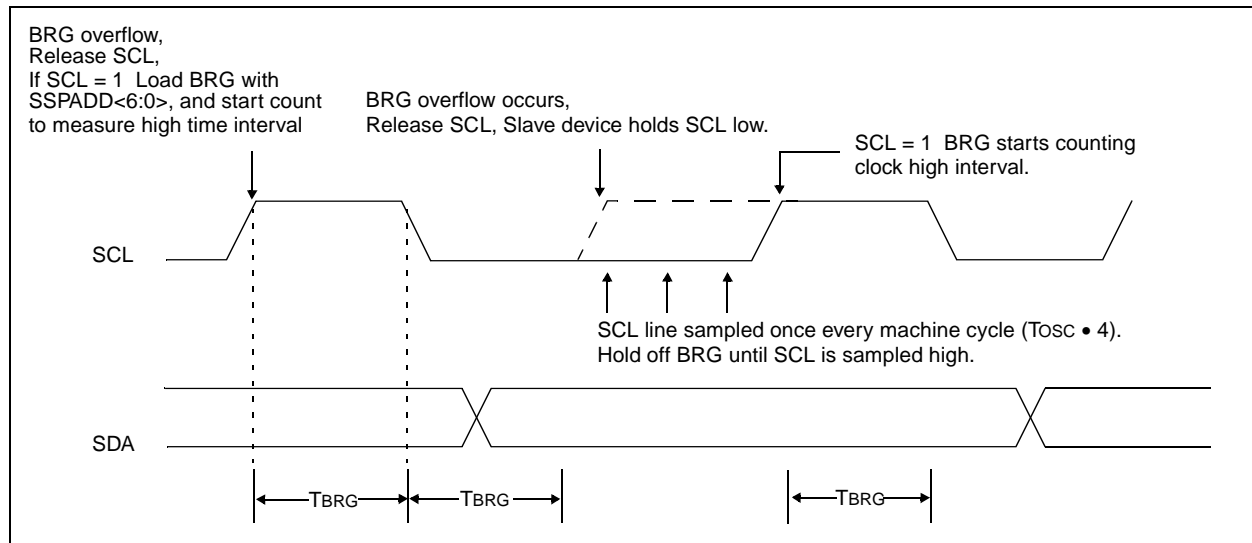 BRG overflow,
Release SCL,
If SCL = 1 Load BRG with
SSPADD<6:0>, and start count
to measure high time interval
BRG overflow occurs,
Release SCL, Slave device holds SCL low.
SCL = 1 BRG starts counting
clock high interval.
SCL
SCL line sampled once every machine cycle (TOSC • 4).
Hold off BRG until SCL is sampled high.
SDA
TBRG
TBRG
TBRG